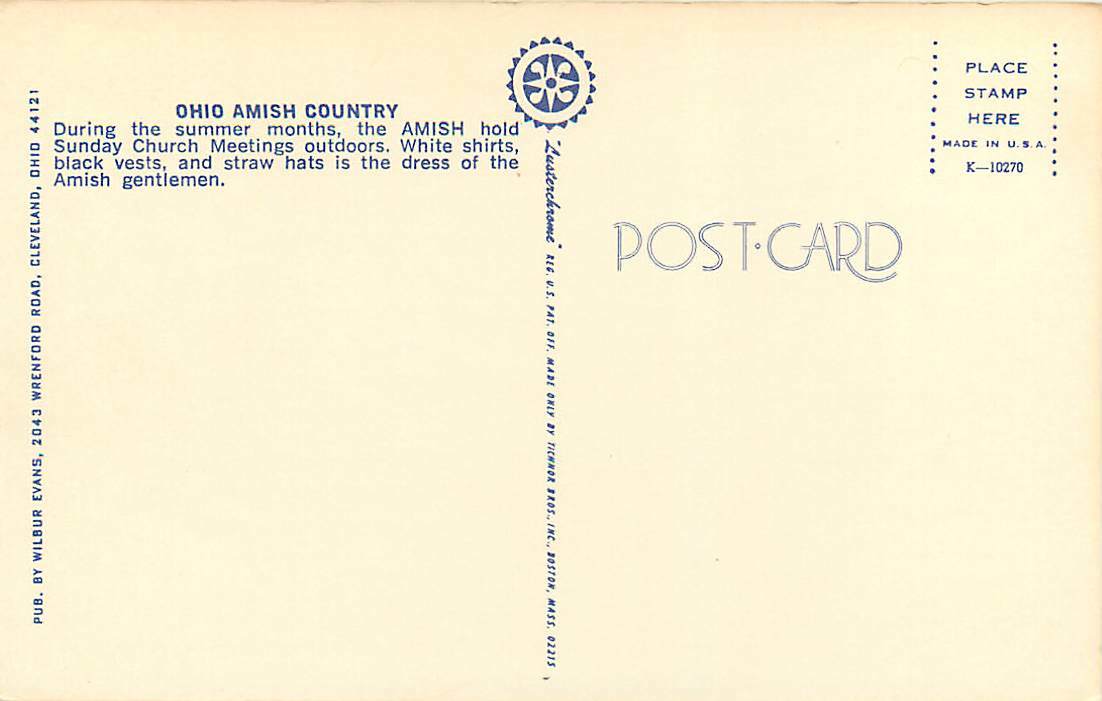 OHIO AMISH COUNTRY
During the summer months, the AMISH hold
Sunday Church Meetings outdoors. White shirts,
black vests, and straw hats is the dress of the
Amish gentlemen.
PUB. BY WILBUR EVANS, 2043 WRENFORD ROAD, CLEVELAND, OHIO 44121
"Lusterchrome" REG. U.S. PAT. OFF. MADE ONLY BY TICHNOR BROS., INC., BOSTON, MASS. 02215
PLACE
STAMP
HERE
MADE IN U.S.A.
K—10270
POST·CARD